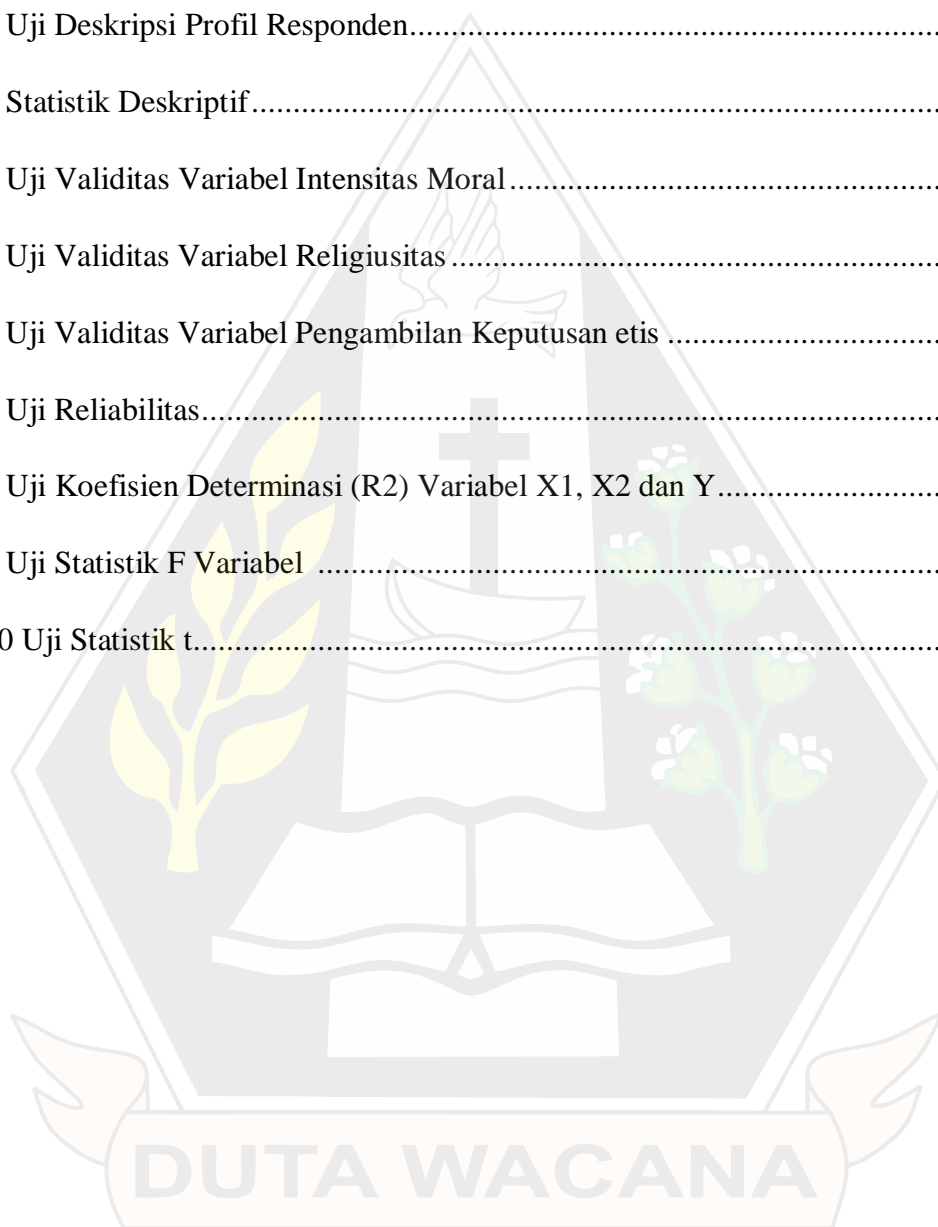 Uji Deskripsi Profil Responden............................................................
Statistik Deskriptif................................................................................
Uji Validitas Variabel Intensitas Moral..................................................
Uji Validitas Variabel Religiusitas.........................................................
Uji Validitas Variabel Pengambilan Keputusan etis ...............................
Uji Reliabilitas......................................................................................
Uji Koefisien Determinasi (R2) Variabel X1, X2 dan Y.........................
Uji Statistik F Variabel .........................................................................
0 Uji Statistik t.......................................................................................
DUTA WACANA